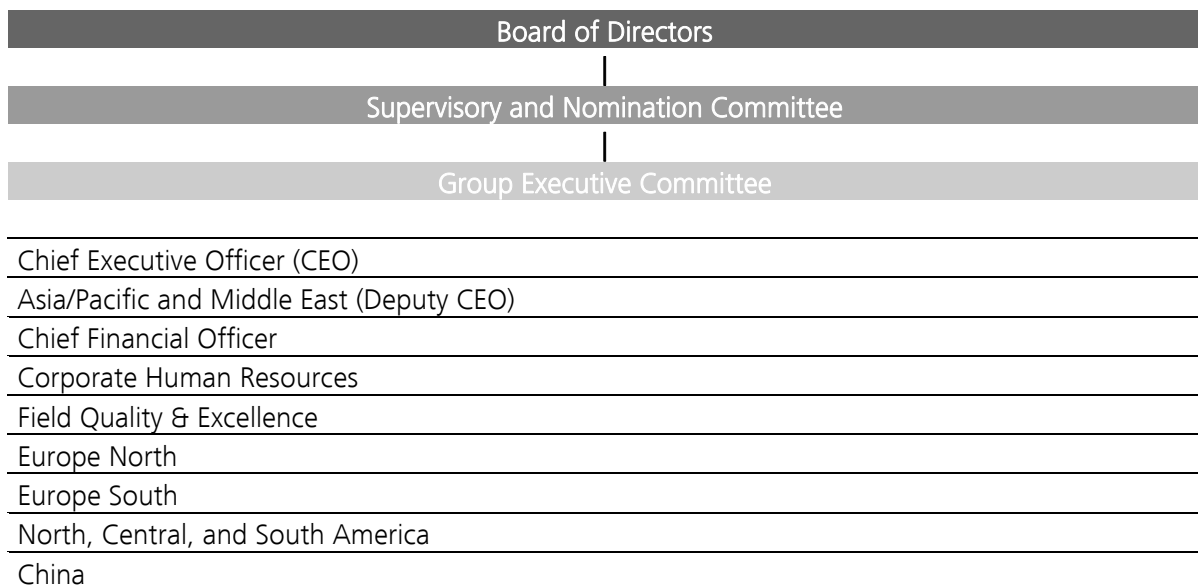 Board of Directors
Supervisory and Nomination Committee
Group Executive Committee
Chief Executive Officer (CEO)
Asia/Pacific and Middle East (Deputy CEO)
Chief Financial Officer
Corporate Human Resources
Field Quality & Excellence
Europe North
Europe South
North, Central, and South America
China